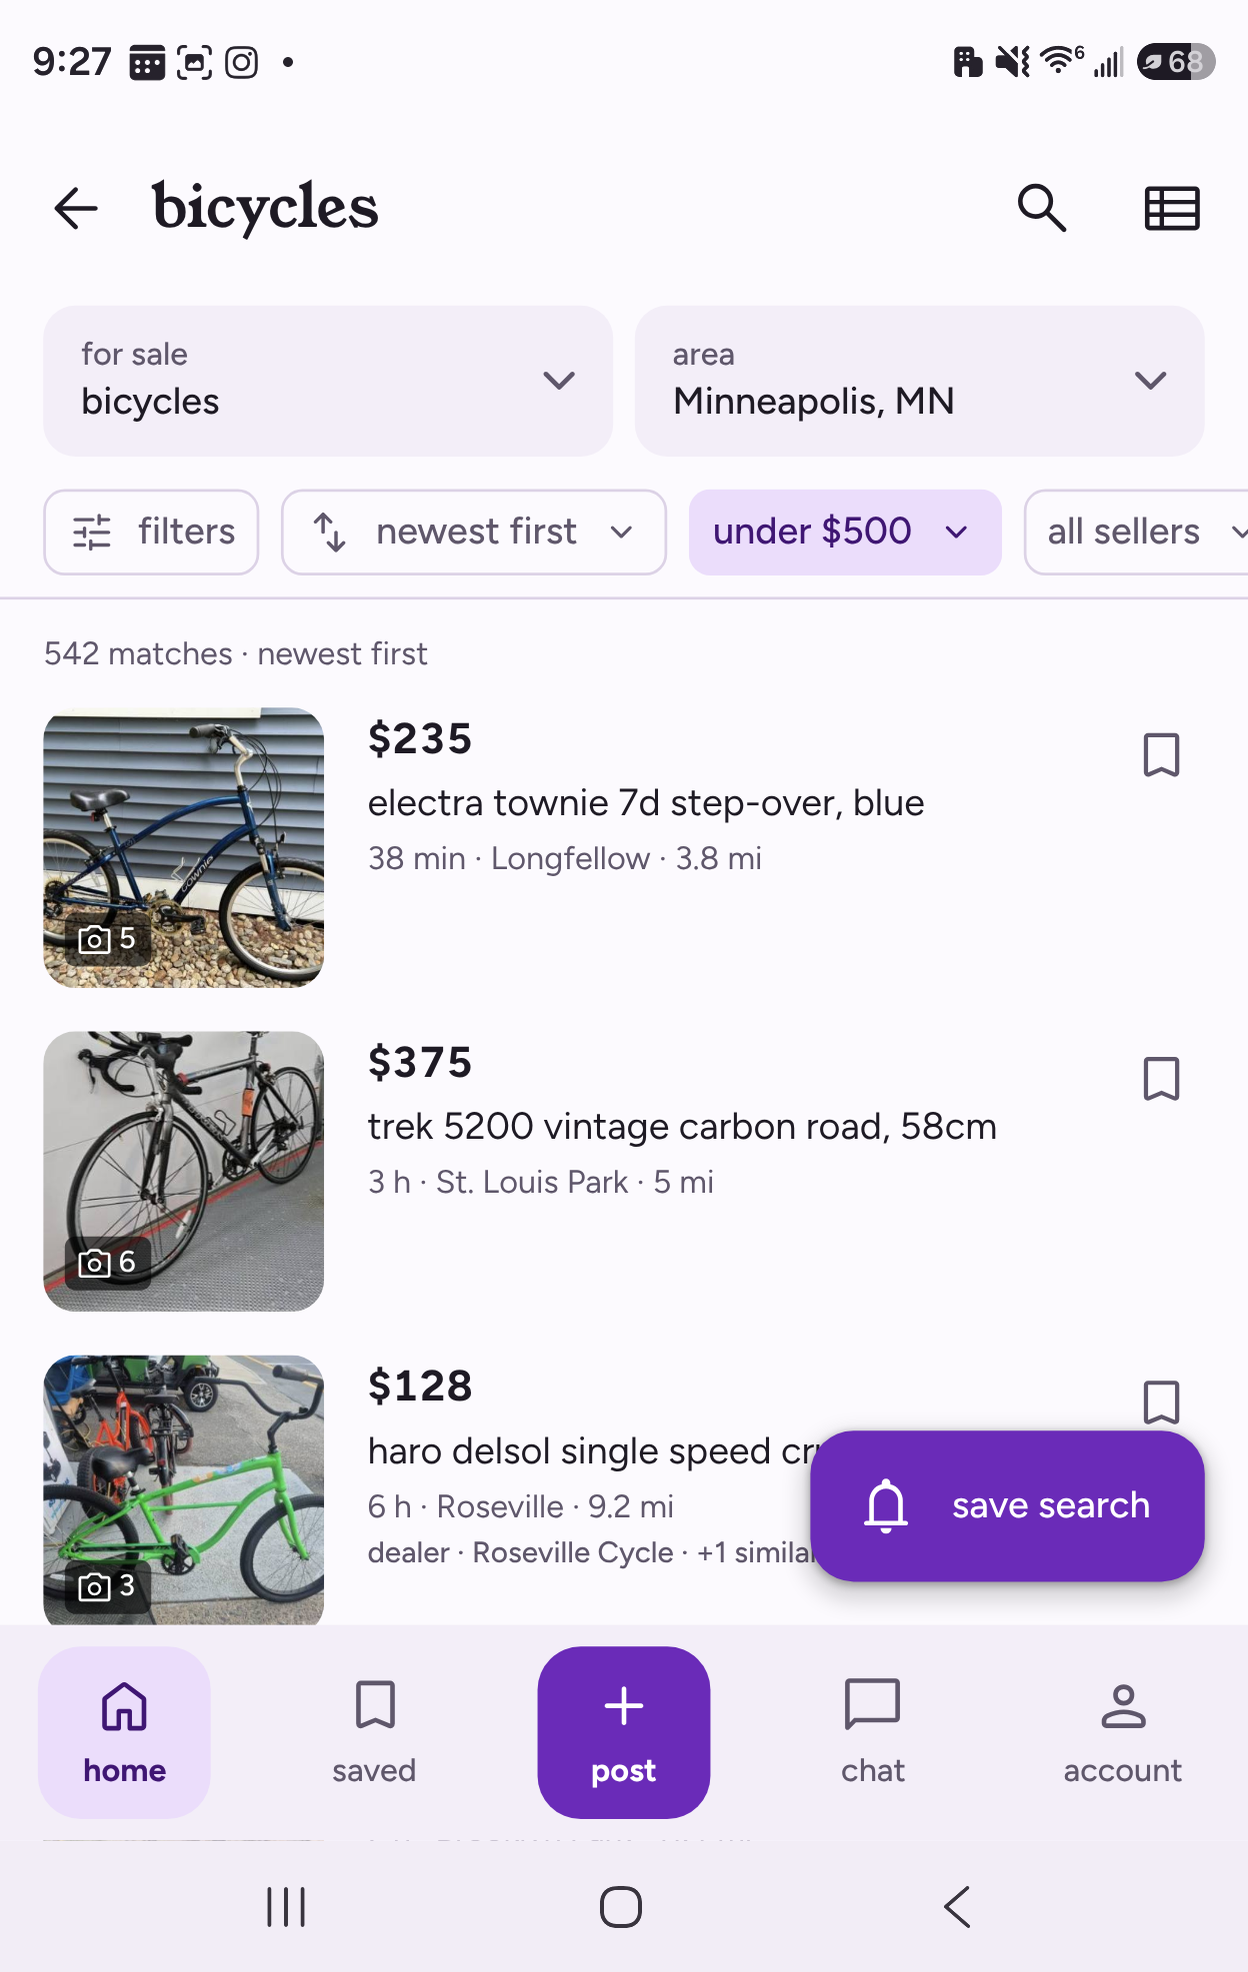 9:27
6
68
bicycles
for sale
bicycles
area
Minneapolis, MN
filters
newest first
under $500
all sellers
542 matches · newest first
$235
electra townie 7d step-over, blue
38 min · Longfellow · 3.8 mi
townie
5
$375
trek 5200 vintage carbon road, 58cm
3 h · St. Louis Park · 5 mi
6
$128
haro delsol single speed
6 h · Roseville · 9.2 mi
dealer · Roseville Cycle · +1 similar
3
save search
home
saved
post
chat
account